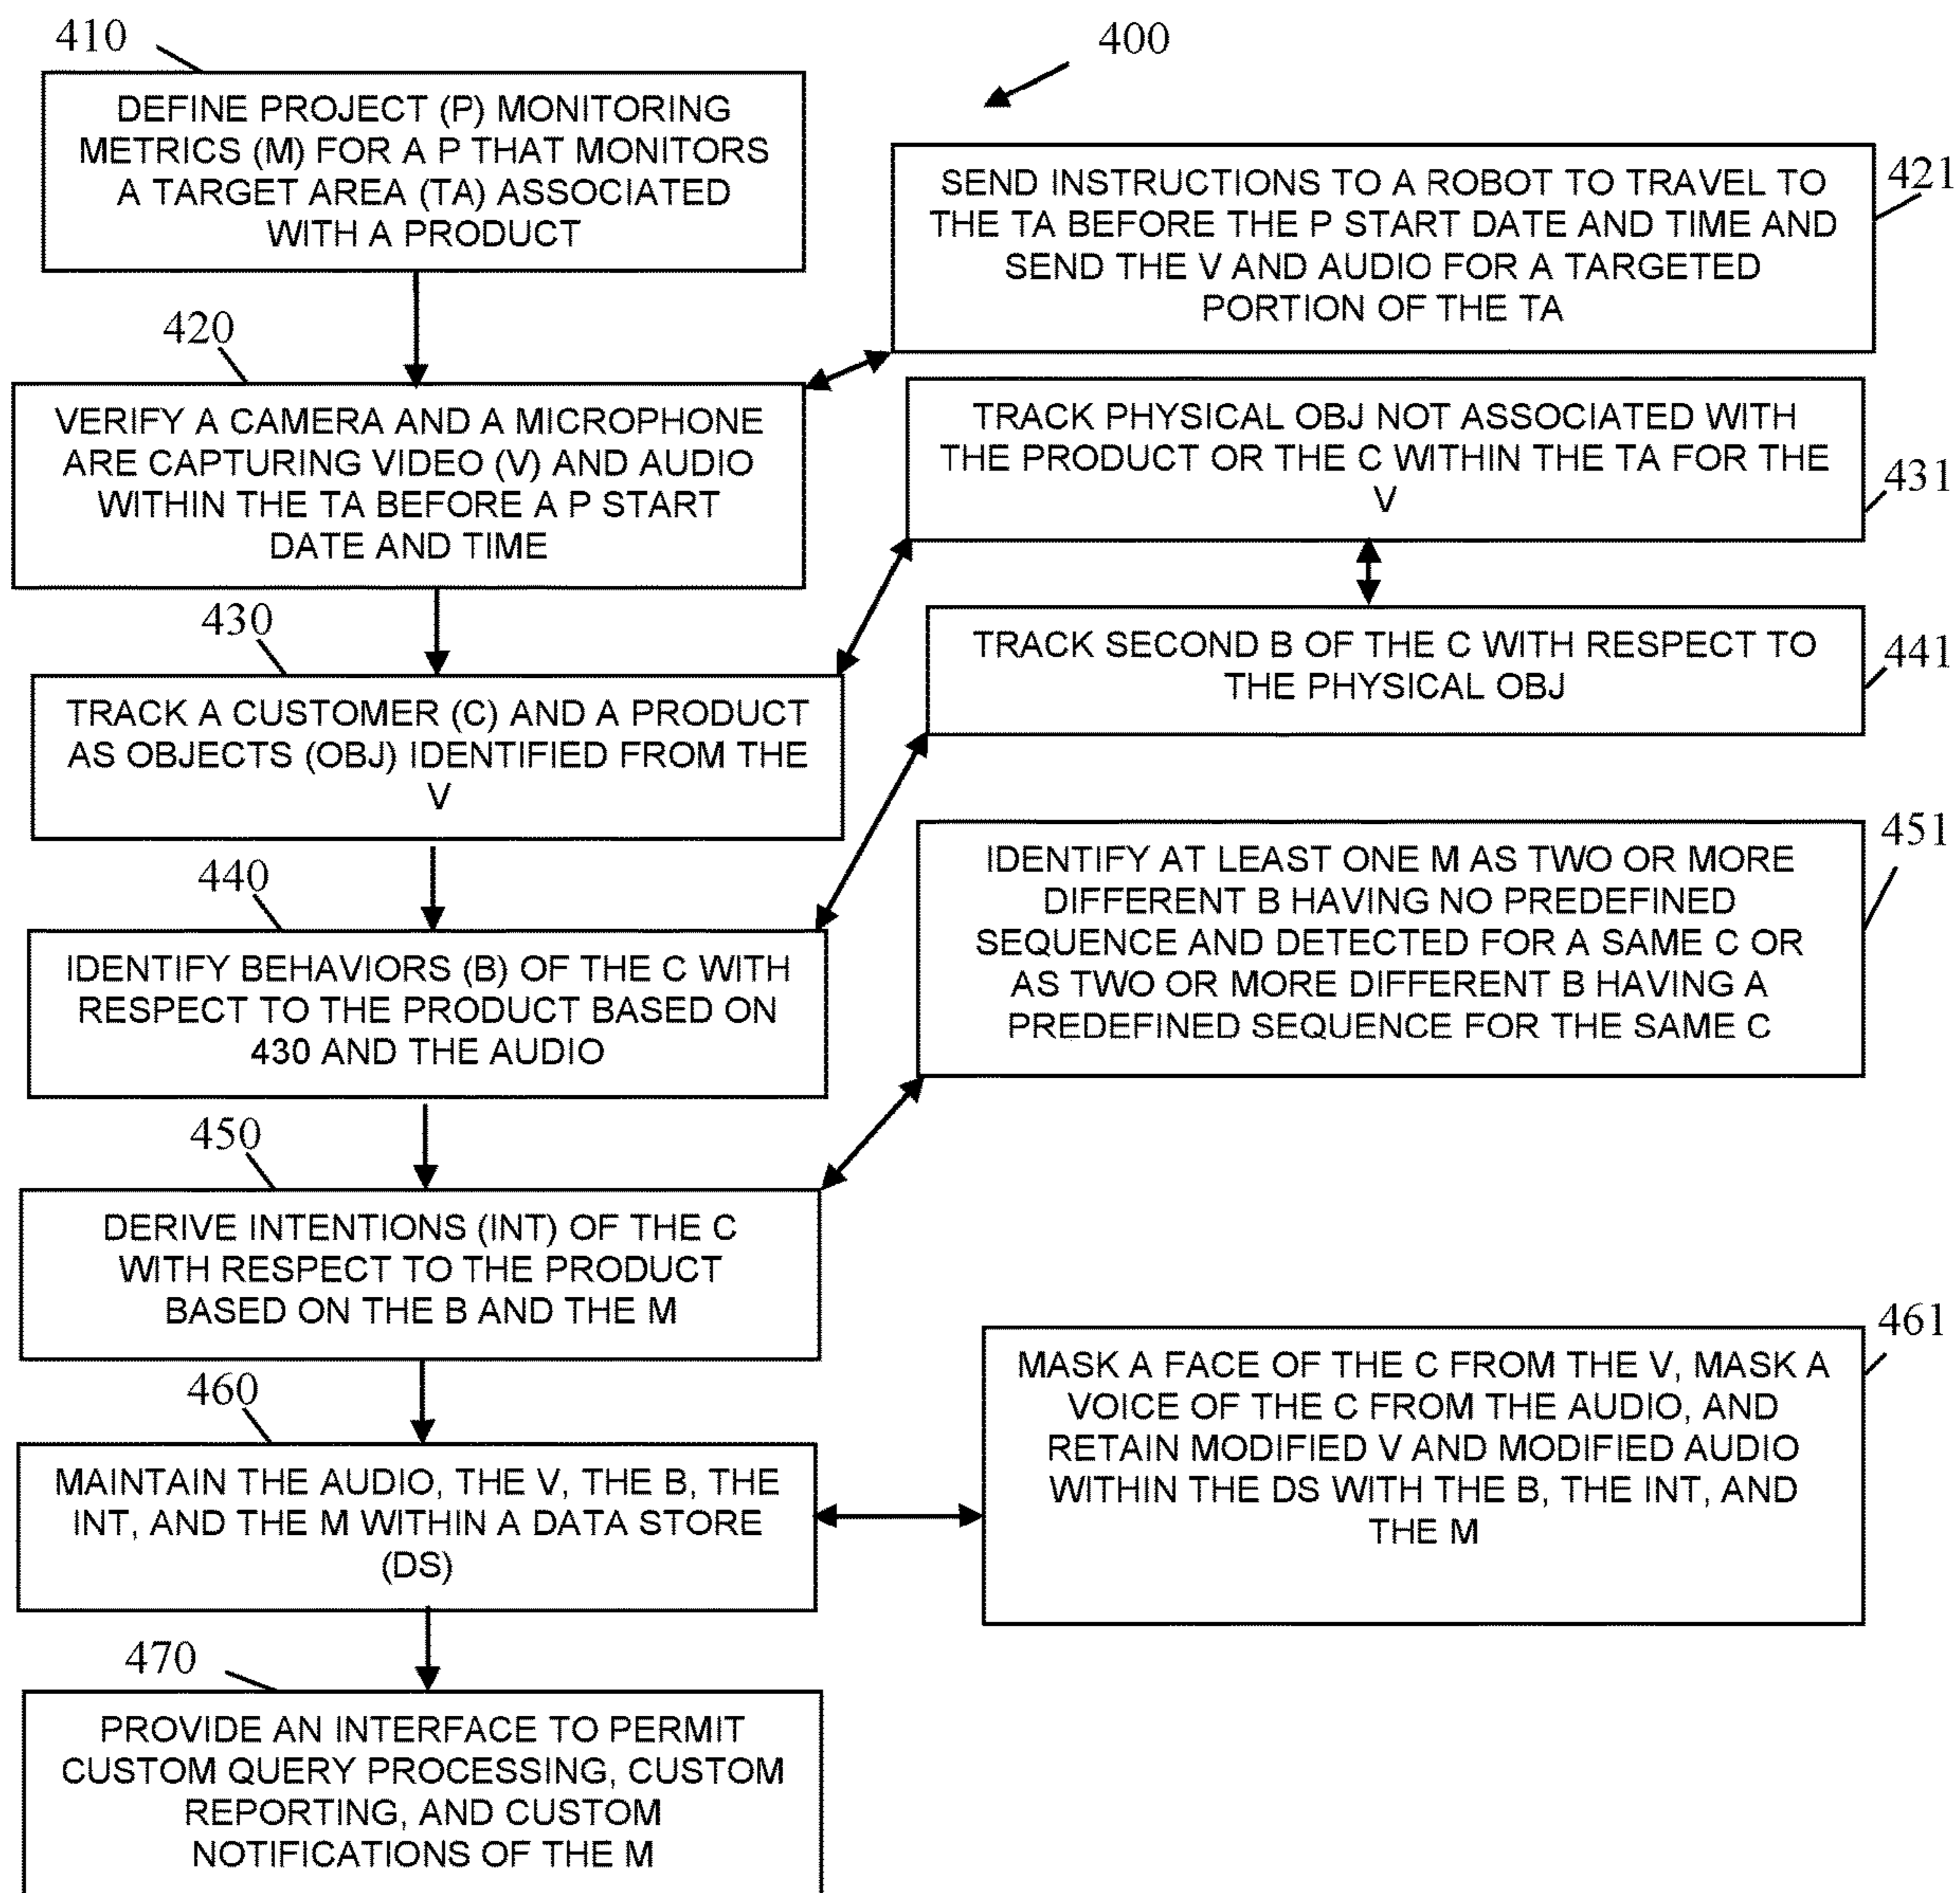 410
400
DEFINE PROJECT (P) MONITORING
METRICS (M) FOR A P THAT MONITORS
A TARGET AREA (TA) ASSOCIATED
WITH A PRODUCT
SEND INSTRUCTIONS TO A ROBOT TO TRAVEL TO
THE TA BEFORE THE P START DATE AND TIME AND
SEND THE V AND AUDIO FOR A TARGETED
PORTION OF THE TA
421
420
VERIFY A CAMERA AND A MICROPHONE
ARE CAPTURING VIDEO (V) AND AUDIO
WITHIN THE TA BEFORE A P START
DATE AND TIME
TRACK PHYSICAL OBJ NOT ASSOCIATED WITH
THE PRODUCT OR THE C WITHIN THE TA FOR THE
V
431
430
TRACK A CUSTOMER (C) AND A PRODUCT
AS OBJECTS (OBJ) IDENTIFIED FROM THE
V
TRACK SECOND B OF THE C WITH RESPECT TO
THE PHYSICAL OBJ
441
440
IDENTIFY BEHAVIORS (B) OF THE C WITH
RESPECT TO THE PRODUCT BASED ON
430 AND THE AUDIO
IDENTIFY AT LEAST ONE M AS TWO OR MORE
DIFFERENT B HAVING NO PREDEFINED
SEQUENCE AND DETECTED FOR A SAME C OR
AS TWO OR MORE DIFFERENT B HAVING A
PREDEFINED SEQUENCE FOR THE SAME C
451
450
DERIVE INTENTIONS (INT) OF THE C
WITH RESPECT TO THE PRODUCT
BASED ON THE B AND THE M
460
MAINTAIN THE AUDIO, THE V, THE B, THE
INT, AND THE M WITHIN A DATA STORE
(DS)
MASK A FACE OF THE C FROM THE V, MASK A
VOICE OF THE C FROM THE AUDIO, AND
RETAIN MODIFIED V AND MODIFIED AUDIO
WITHIN THE DS WITH THE B, THE INT, AND
THE M
461
470
PROVIDE AN INTERFACE TO PERMIT
CUSTOM QUERY PROCESSING, CUSTOM
REPORTING, AND CUSTOM
NOTIFICATIONS OF THE M